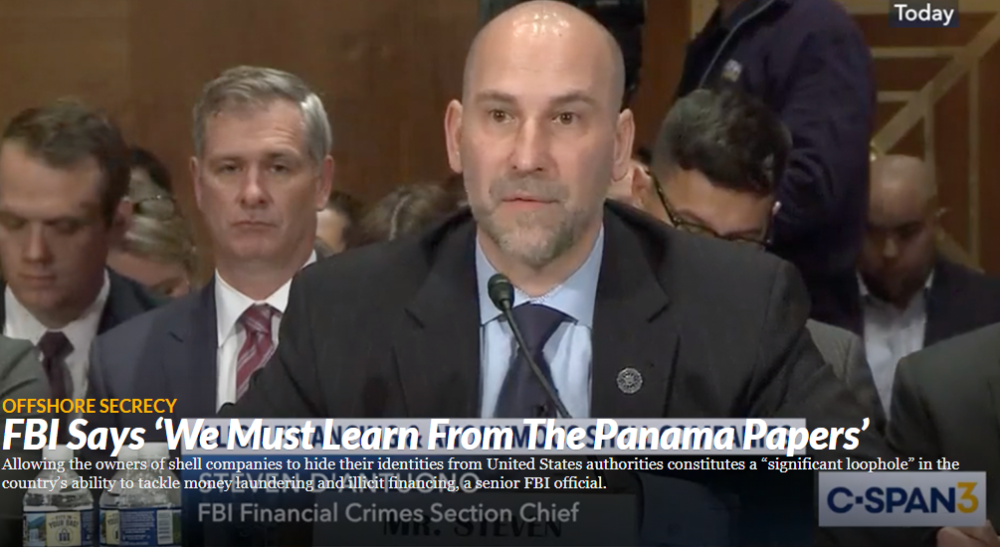 Today
OFFSHORE SECRECY
FBI Says ‘We Must Learn From The Panama Papers’
Allowing the owners of shell companies to hide their identities from United States authorities constitutes a “significant loophole” in the
country’s ability to tackle money laundering and illicit financing, a senior FBI official.
STEVEN D'ANTUONO
FBI Financial Crimes Section Chief
C-SPAN3
MR. STEVEN